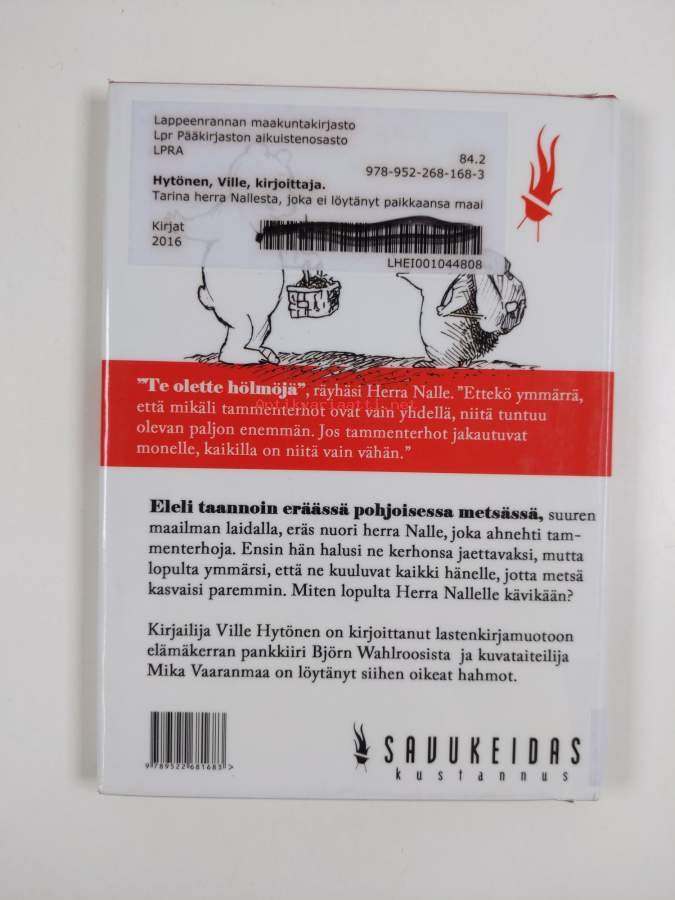 Lappeenrannan maakuntakirjasto
Lpr Pääkirjaston aikuistenosasto
LPRA
84.2
978-952-268-168-3
Hytönen, Ville, kirjoittaja.
Tarina herra Nallesta, joka ei löytänyt paikkaansa maai
Kirjat
2016
LHEI001044808
"Te olette hölmöjä", räyhäsi Herra Nalle. "Ettekö ymmärrä,
että mikäli tammenterhot ovat vain yhdellä, niitä tuntuu
olevan paljon enemmän. Jos tammenterhot jakautuvat
monelle, kaikilla on niitä vain vähän."
Eleli taannoin eräässä pohjoisessa metsässä, suuren
maailman laidalla, eräs nuori herra Nalle, joka ahnehti tam-
menterhoja. Ensin hän halusi ne kerhonsa jaettavaksi, mutta
lopulta ymmärsi, että ne kuuluvat kaikki hänelle, jotta metsä
kasvaisi paremmin. Miten lopulta Herra Nallelle kävikään?
Kirjailija Ville Hytönen on kirjoittanut lastenkirjamuotoon
elämäkerran pankkiiri Björn Wahlroosista ja kuvataiteilija
Mika Vaaranmaa on löytänyt siihen oikeat hahmot.
9 789522 681683 >
SAVUKEIDAS
kustannus